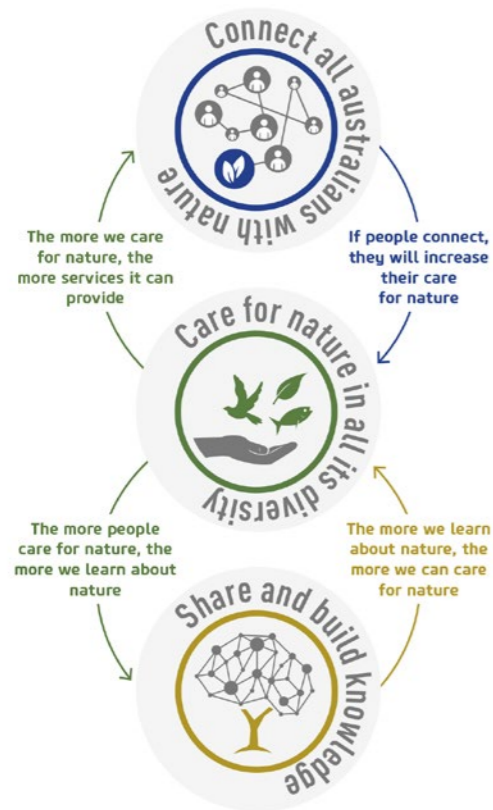 Connect all australians with nature
The more we care
for nature, the
more services it can
provide
If people connect,
they will increase
their care
for nature
Care for nature in all its diversity
The more people
care for nature, the
more we learn about
nature
The more we learn
about nature, the
more we can care
for nature
Share and build knowledge